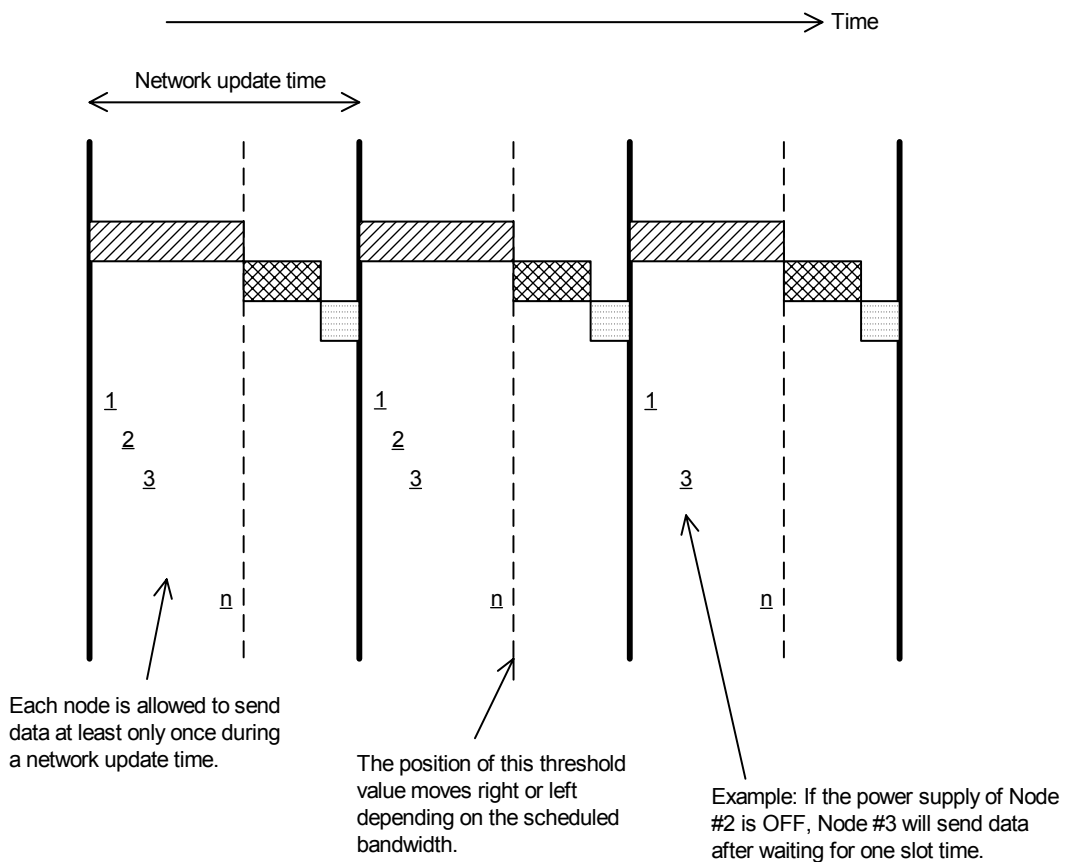 Time
Network update time
1 1 1
2 2
3 3 3
n n n
Each node is allowed to send
data at least only once during
a network update time.
The position of this threshold
value moves right or left
depending on the scheduled
bandwidth.
Example: If the power supply of Node
#2 is OFF, Node #3 will send data
after waiting for one slot time.